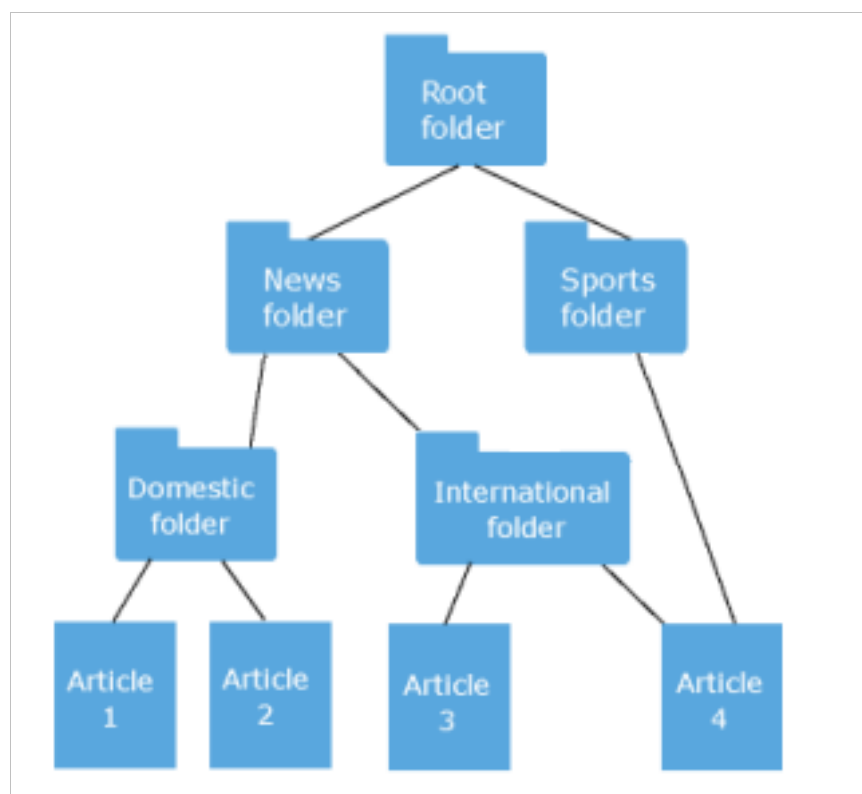 Root
folder
News
folder
Sports
folder
Domestic
folder
International
folder
Article
1
Article
2
Article
3
Article
4